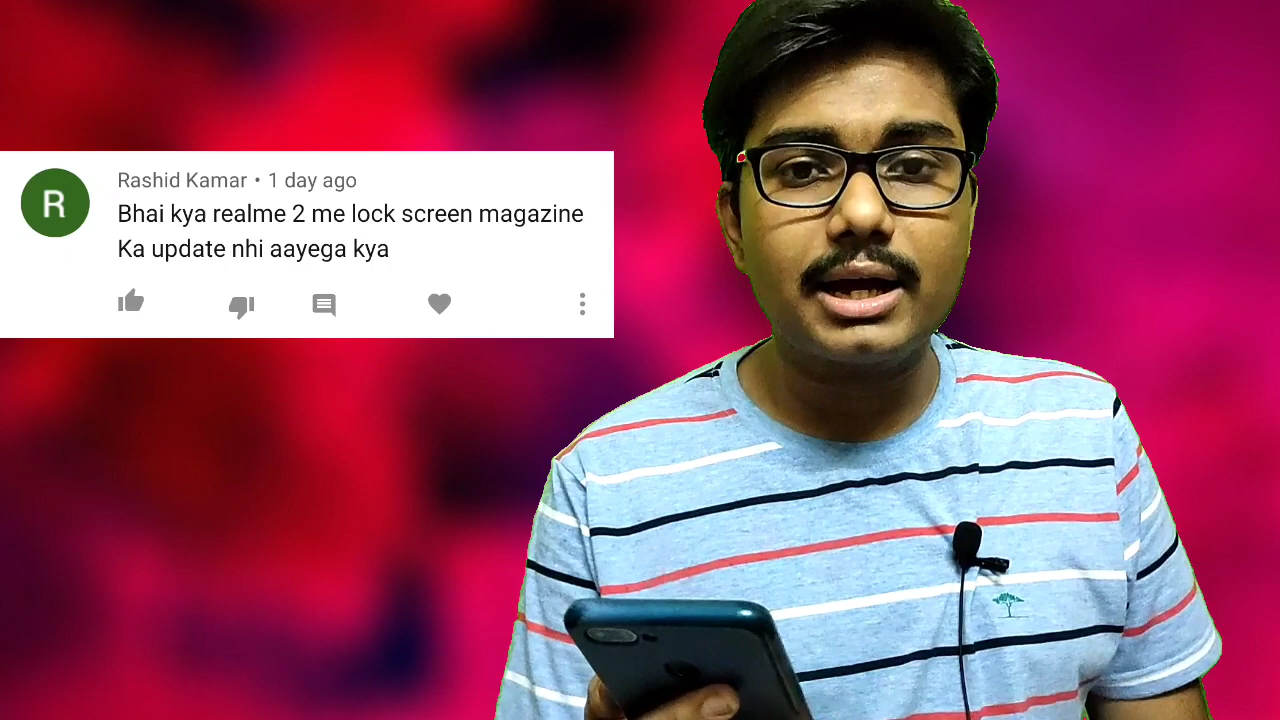 R
Rashid Kamar • 1 day ago
Bhai kya realme 2 me lock screen magazine
Ka update nhi aayega kya